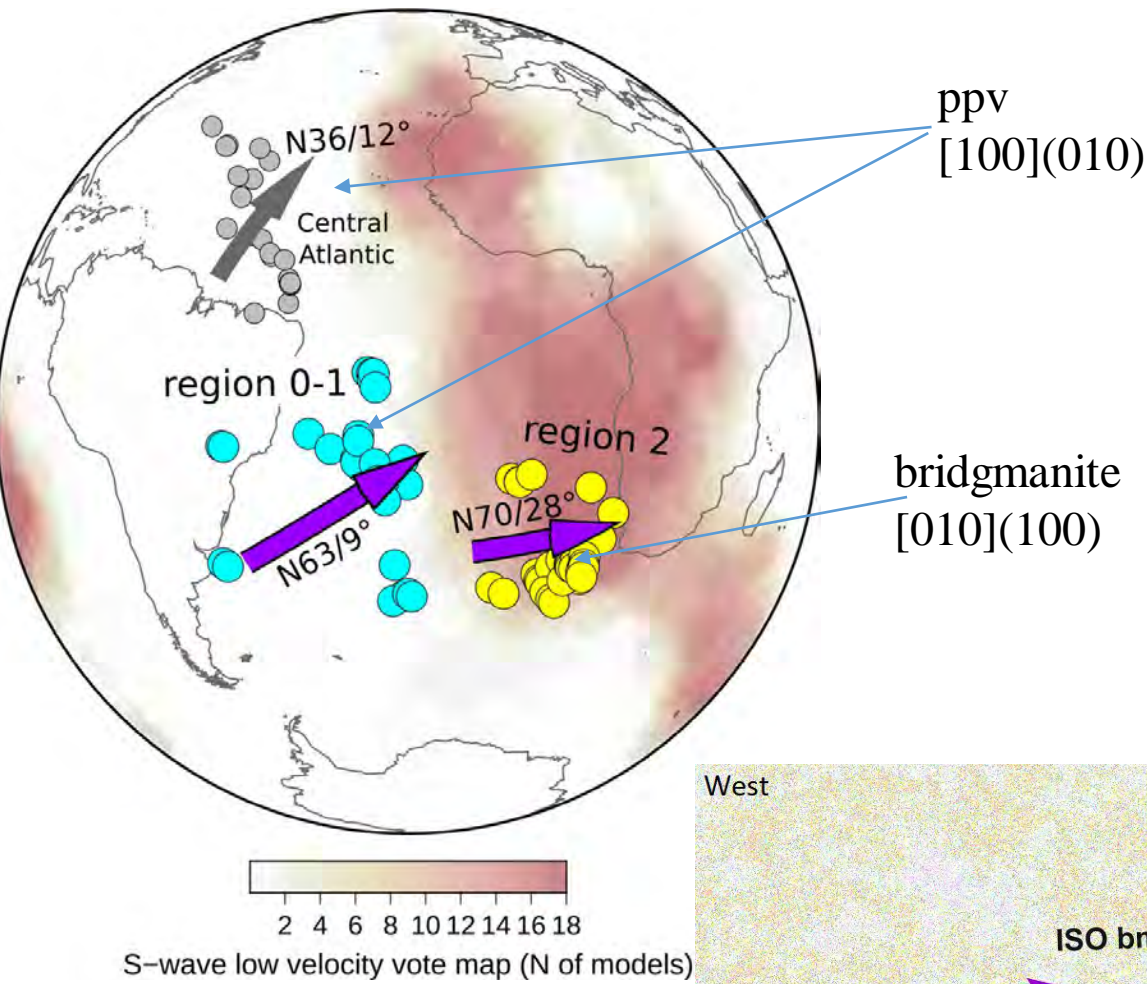 ppv
[100](010)
N36/12°
Central
Atlantic
region 0-1
region 2
bridgmanite
[010](100)
N70/28°
N63/9°
West
ISO
2 4 6 8 10 12 14 16 18
S−wave low velocity vote map (N of models)